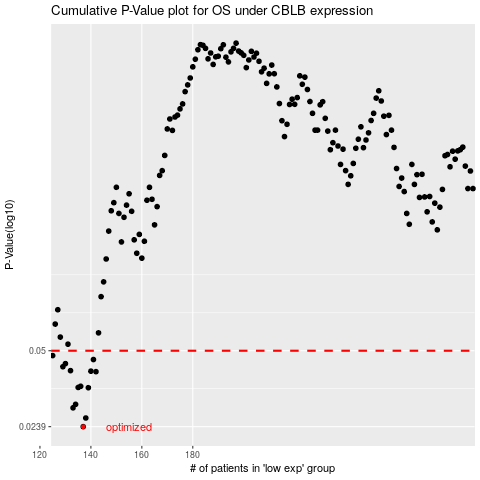 Cumulative P-Value plot for OS under CBLB expression
P-Value(log10)
0.05
0.0239
optimized
120 140 160 180
# of patients in 'low exp' group